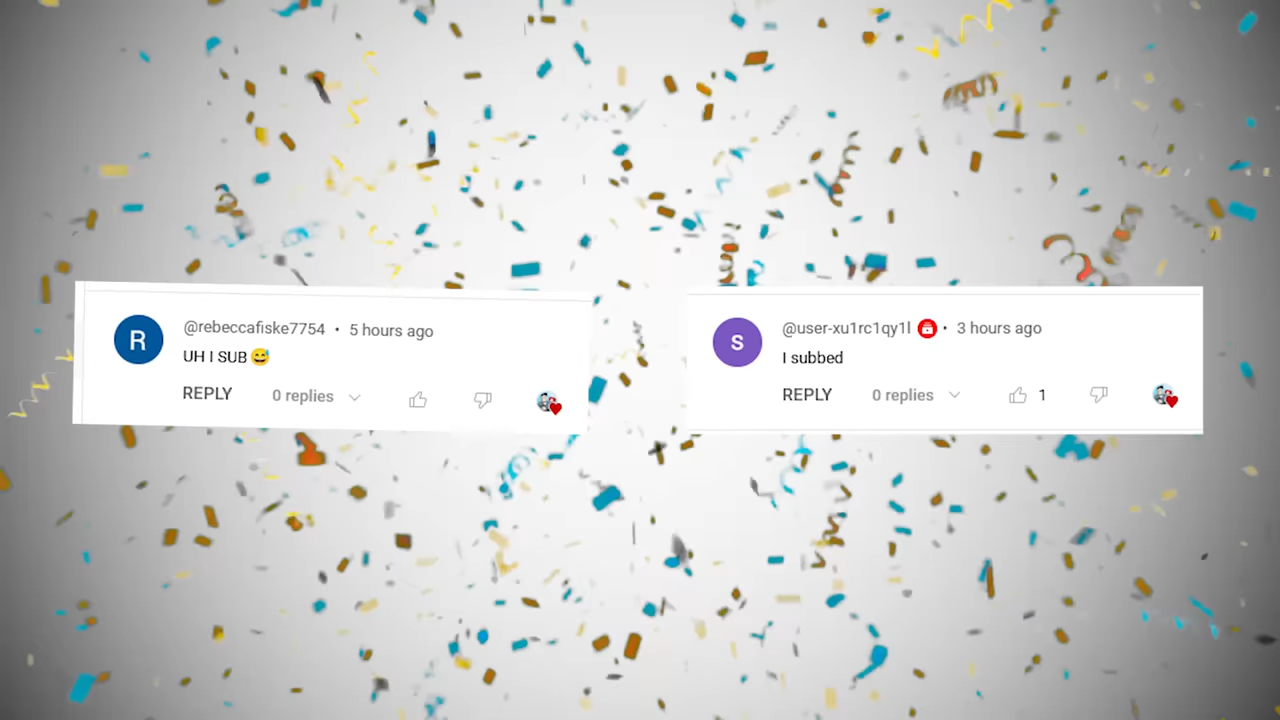 @rebeccafiske7754 • 5 hours ago
UH I SUB😅
REPLY 0 replies
@user-xu1rc1qy1l • 3 hours ago
I subbed
REPLY 0 replies 1
R
S